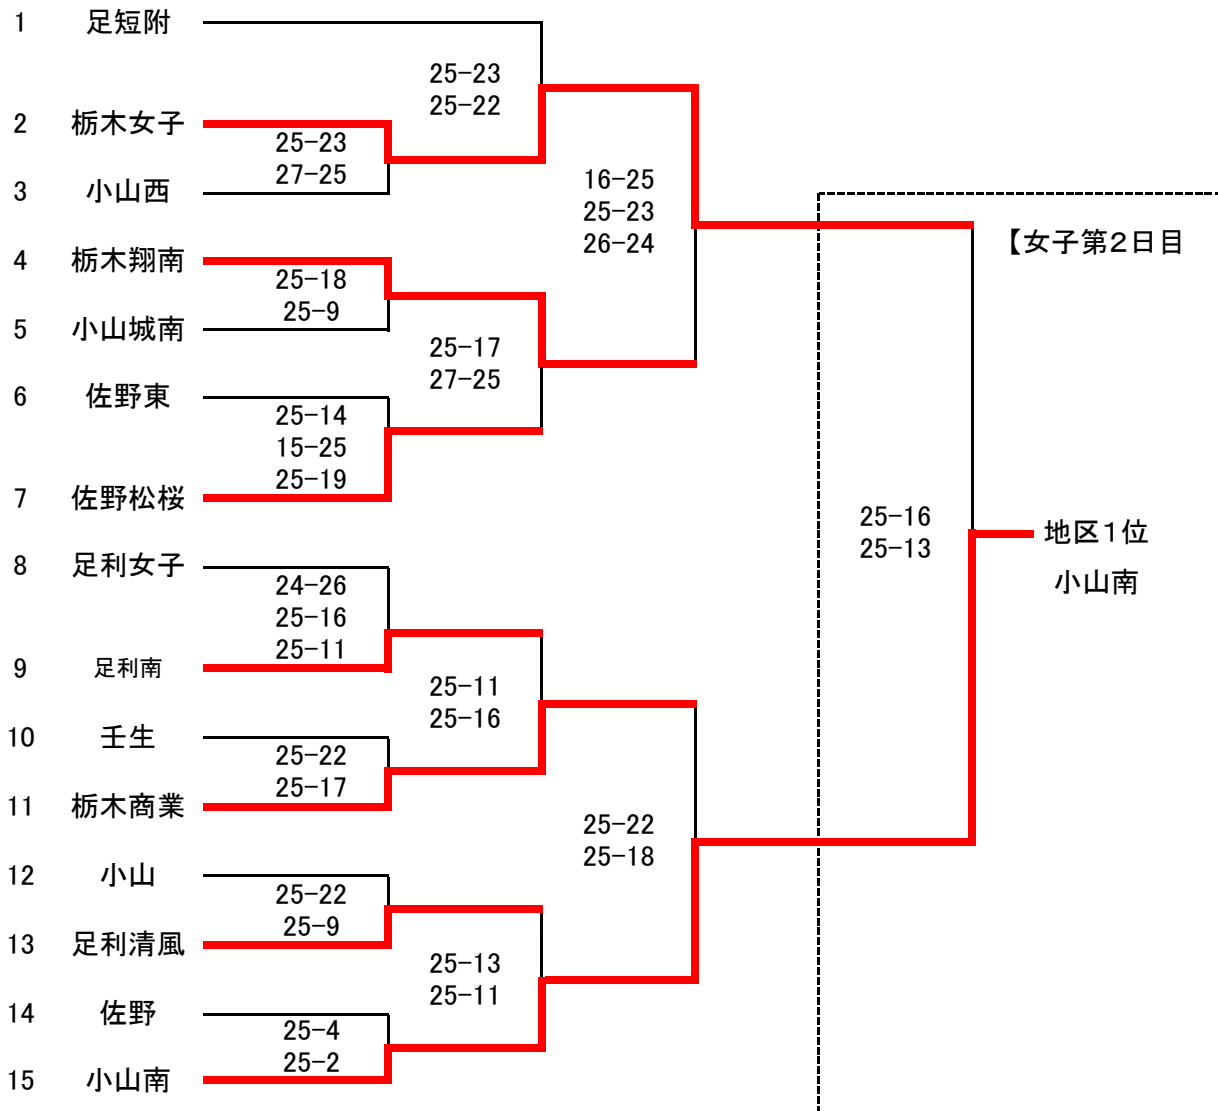 1 足短附
25-23
25-22
2 栃木女子
25-23
27-25
3 小山西
16-25
25-23
26-24
【女子第2日目
4 栃木翔南
25-18
25-9
5 小山城南
25-17
27-25
6 佐野東
25-14
15-25
25-19
7 佐野松桜
25-16
25-13
地区1位
小山南
8 足利女子
24-26
25-16
25-11
9 足利南
25-11
25-16
10 壬生
25-22
25-17
11 栃木商業
25-22
25-18
12 小山
25-22
25-9
13 足利清風
25-13
25-11
14 佐野
25-4
25-2
15 小山南